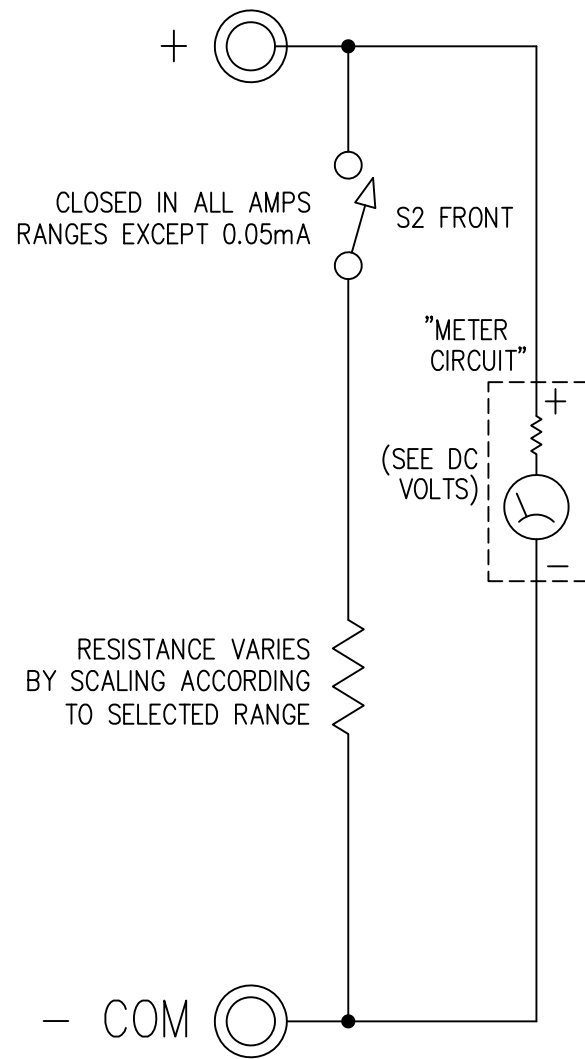 +
CLOSED IN ALL AMPS
RANGES EXCEPT 0.05mA
S2 FRONT
"METER
CIRCUIT"
+
(SEE DC
VOLTS)
–
RESISTANCE VARIES
BY SCALING ACCORDING
TO SELECTED RANGE
– COM